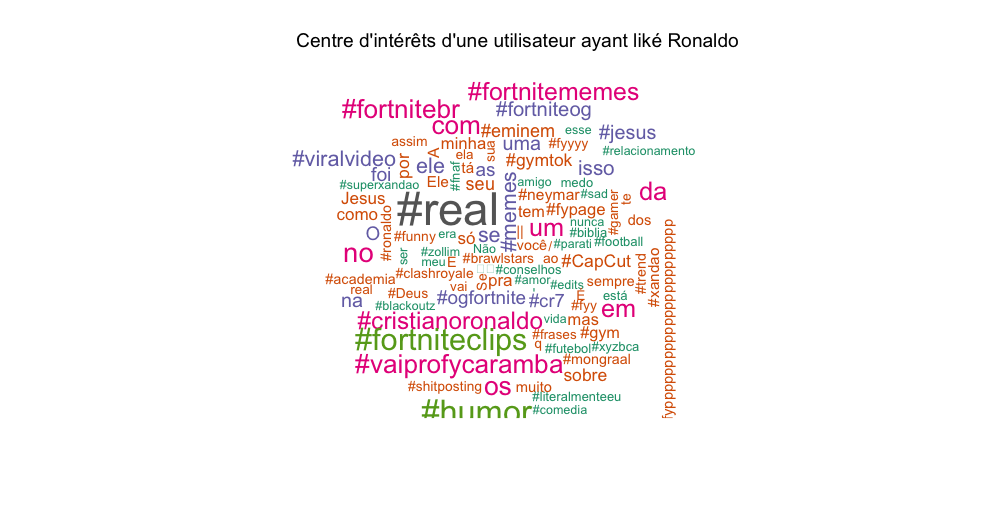 Centre d'intérêts d'une utilisateur ayant liké Ronaldo
#fortnitememes
#fortnitebr
#fortniteog
com
#eminem
esse
#jesus
assim
minha
sua
uma
#fyyyy
#relacionamento
#viralvideo
por
A
ela
#gymtok
foi
ele
#fnaf
tá
as
isso
#superxandao
Ele
seu
#memes
amigo
medo
Jesus
#real
#neymar
#sad
#gamer
te
da
como
#ronaldo
tem
#fypage
nunca
dos
O
#funny
era
só
se
||
um
#biblia
no
ser
#zollim
Não
você
/
#parati
#football
meu
E
#brawlstars
ao
#CapCut
#trend
#xandao
#academia
#clashroyale
#conselhos
real
#Deus
vai
Se
pra
#amor
#edits
sempre
na
#blackoutz
#ogfortnite
#cr7
É
#fyy
está
em
#cristianoronaldo
vida
mas
#fortniteclips
#frases
#gym
q
#futebol
#xyzbca
#vaiprofycaramba
#mongraal
sobre
#shitposting
os
muito
#literalmenteeu
#humor
#comedia